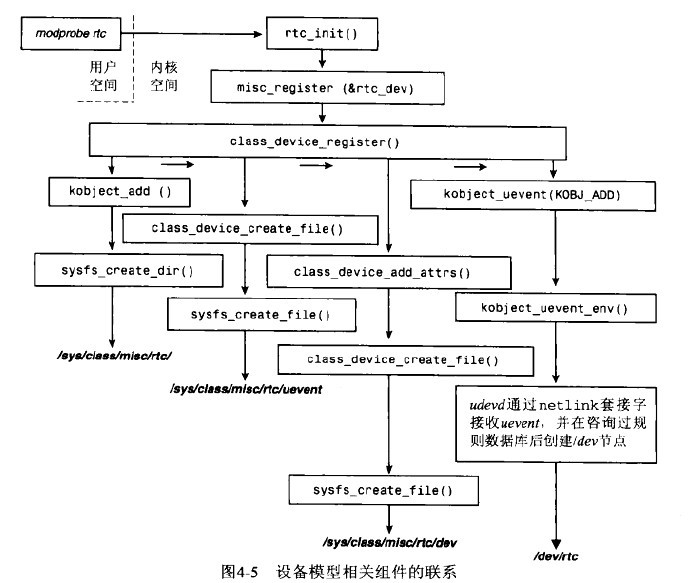 modprobe rtc
rtc_init()
用户
空间
内核
空间
misc_register (&rtc_dev)
class_device_register()
kobject_add ()
kobject_uevent(KOBJ_ADD)
class_device_create_file()
sysfs_create_dir()
class_device_add_attrs()
sysfs_create_file()
kobject_uevent_env()
/sys/class/misc/rtc/
class_device_create_file()
/sys/class/misc/rtc/uevent
udevd通过netlink套接字
接收uevent，并在咨询过规
则数据库后创建/dev节点
sysfs_create_file()
/sys/class/misc/rtc/dev
/dev/rtc
图4-5 设备模型相关组件的联系